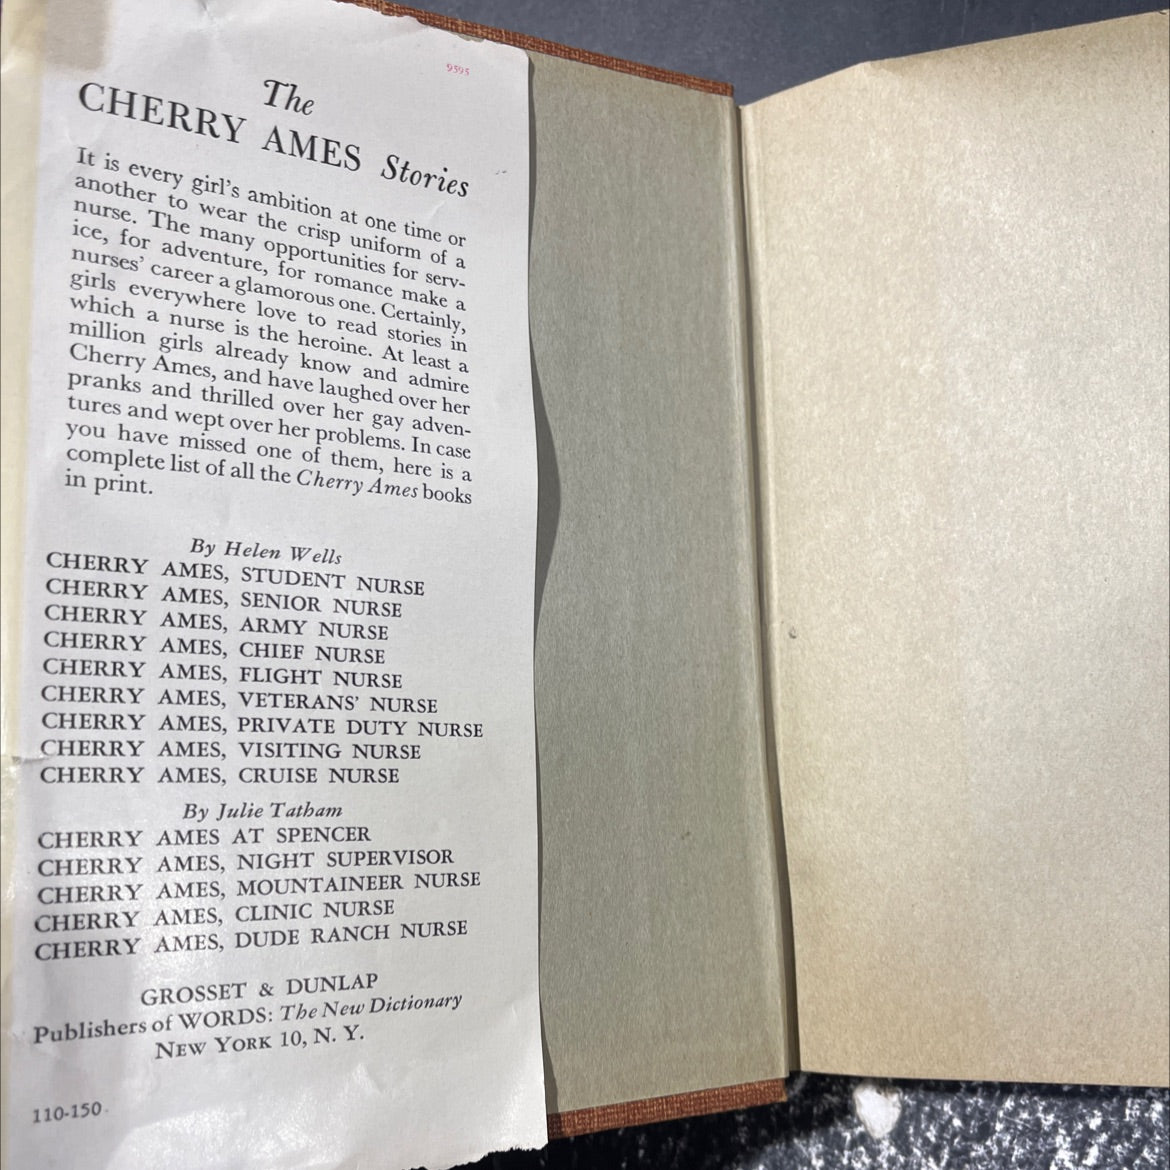 9595
The
CHERRY AMES Stories
It is every girl's ambition at one time or
another to wear the crisp uniform of a
nurse. The many opportunities for serv-
ice, for adventure, for romance make a
nurses' career a glamorous one. Certainly,
girls everywhere love to read stories in
which a nurse is the heroine. At least a
million girls already know and admire
Cherry Ames, and have laughed over her
pranks and thrilled over her gay adven-
tures and wept over her problems. In case
you have missed one of them, here is a
complete list of all the Cherry Ames books
in print.
By Helen Wells
CHERRY AMES, STUDENT NURSE
CHERRY AMES, SENIOR NURSE
CHERRY AMES, ARMY NURSE
CHERRY AMES, CHIEF NURSE
CHERRY AMES, FLIGHT NURSE
CHERRY AMES, VETERANS' NURSE
CHERRY AMES, PRIVATE DUTY NURSE
CHERRY AMES, VISITING NURSE
CHERRY AMES, CRUISE NURSE
By Julie Tatham
CHERRY AMES AT SPENCER
CHERRY AMES, NIGHT SUPERVISOR
CHERRY AMES, MOUNTAINEER NURSE
CHERRY AMES, CLINIC NURSE
CHERRY AMES, DUDE RANCH NURSE
GROSSET & DUNLAP
Publishers of WORDS: The New Dictionary
NEW YORK 10, N. Y.
110-150